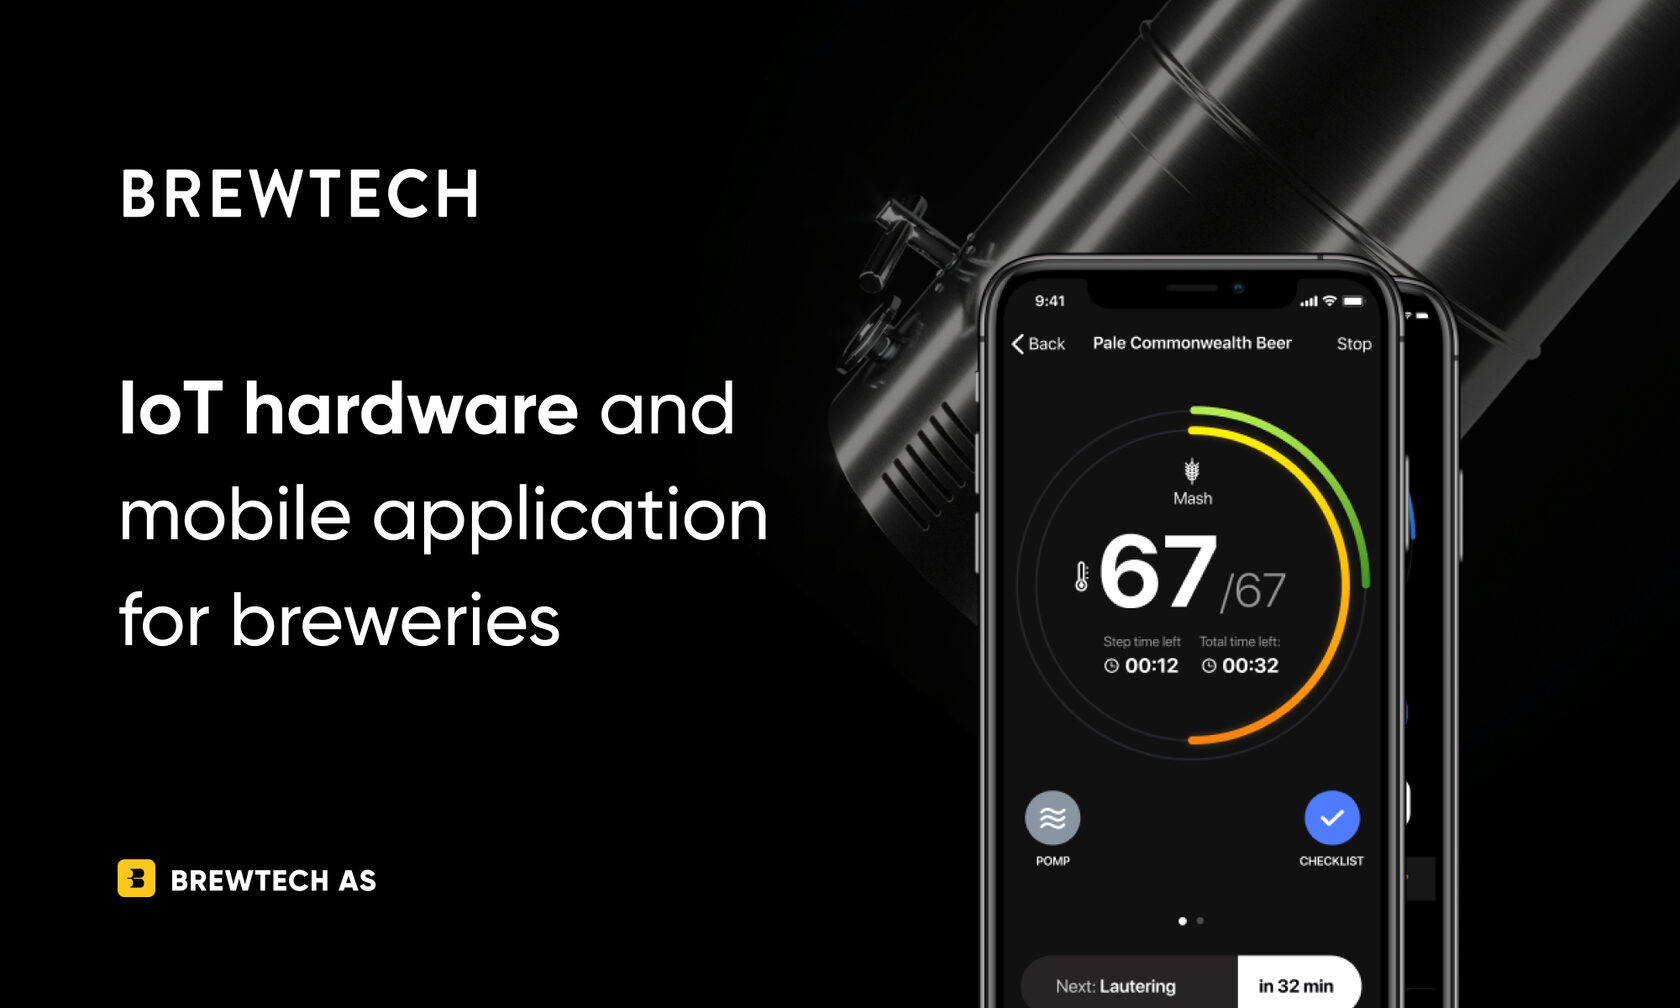 BREWTECH
IoT hardware and
mobile application
for breweries
BREWTECH AS
9:41
Back
Pale Commonwealth Beer
Stop
Mash
67/67
Step time left
Total time left:
00:12
00:32
POMP
CHECKLIST
Next: Lautering
in 32 min